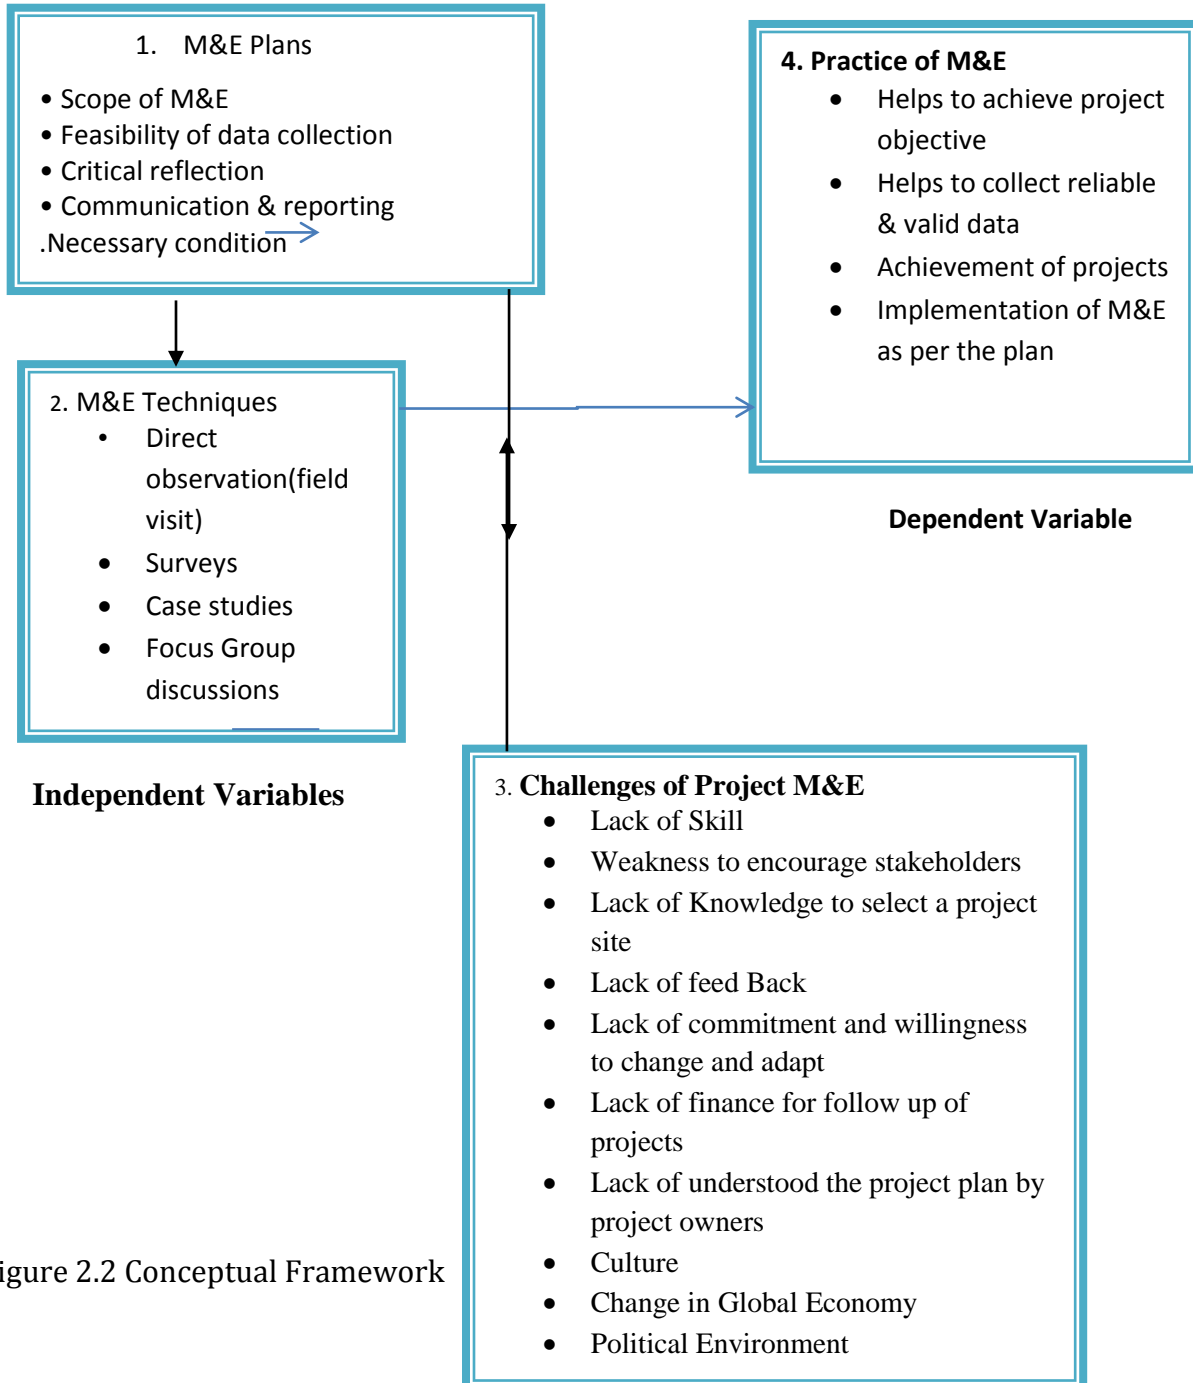 1. M&E Plans
• Scope of M&E
• Feasibility of data collection
• Critical reflection
• Communication & reporting
.Necessary condition
2. M&E Techniques
• Direct
observation(field
visit)
• Surveys
• Case studies
• Focus Group
discussions
Independent Variables
4. Practice of M&E
• Helps to achieve project
objective
• Helps to collect reliable
& valid data
• Achievement of projects
• Implementation of M&E
as per the plan
Dependent Variable
3. Challenges of Project M&E
• Lack of Skill
• Weakness to encourage stakeholders
• Lack of Knowledge to select a project
site
• Lack of feed Back
• Lack of commitment and willingness
to change and adapt
• Lack of finance for follow up of
projects
• Lack of understood the project plan by
project owners
• Culture
• Change in Global Economy
• Political Environment
igure 2.2 Conceptual Framework